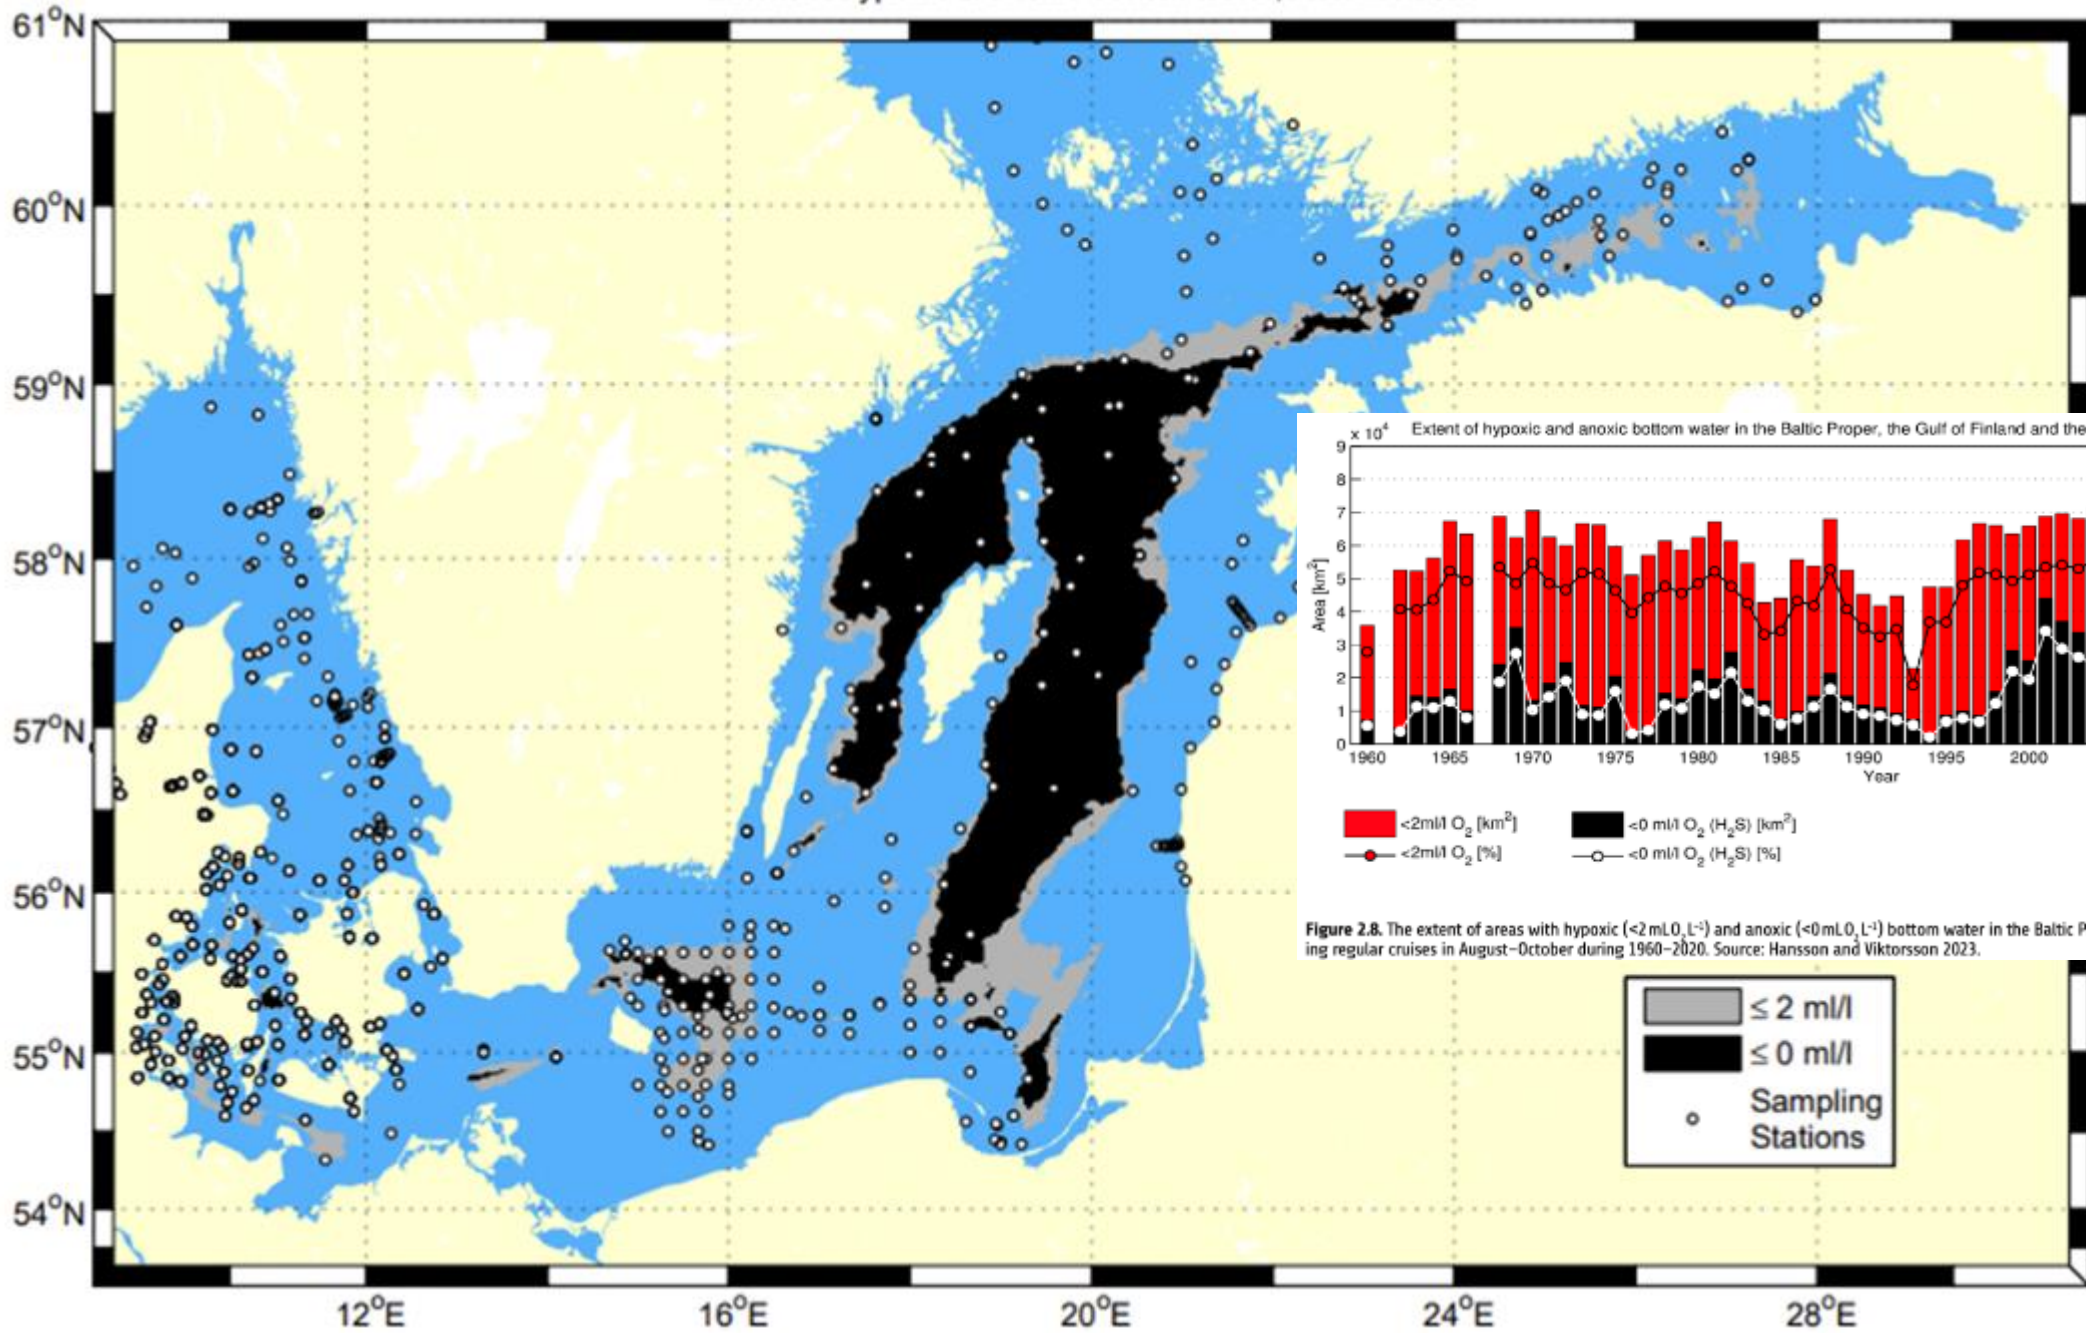 61°N
60°N
59°N
58°N
57°N
56°N
55°N
54°N
12°E
16°E
20°E
24°E
28°E
x 10⁴
Extent of hypoxic and anoxic bottom water in the Baltic Proper, the Gulf of Finland and the
Area [km²]
9
8
7
6
5
4
3
2
1
0
1960 1965 1970 1975 1980 1985 1990 1995 2000
Year
<2ml/l O₂ [km²]
<0 ml/l O₂ (H₂S) [km²]
<2ml/l O₂ [%]
<0 ml/l O₂ (H₂S) [%]
Figure 2.8. The extent of areas with hypoxic (<2 mL O₂ L⁻¹) and anoxic (<0 mL O₂ L⁻¹) bottom water in the Baltic P
ing regular cruises in August–October during 1960–2020. Source: Hansson and Viktorsson 2023.
≤ 2 ml/l
≤ 0 ml/l
Sampling
Stations